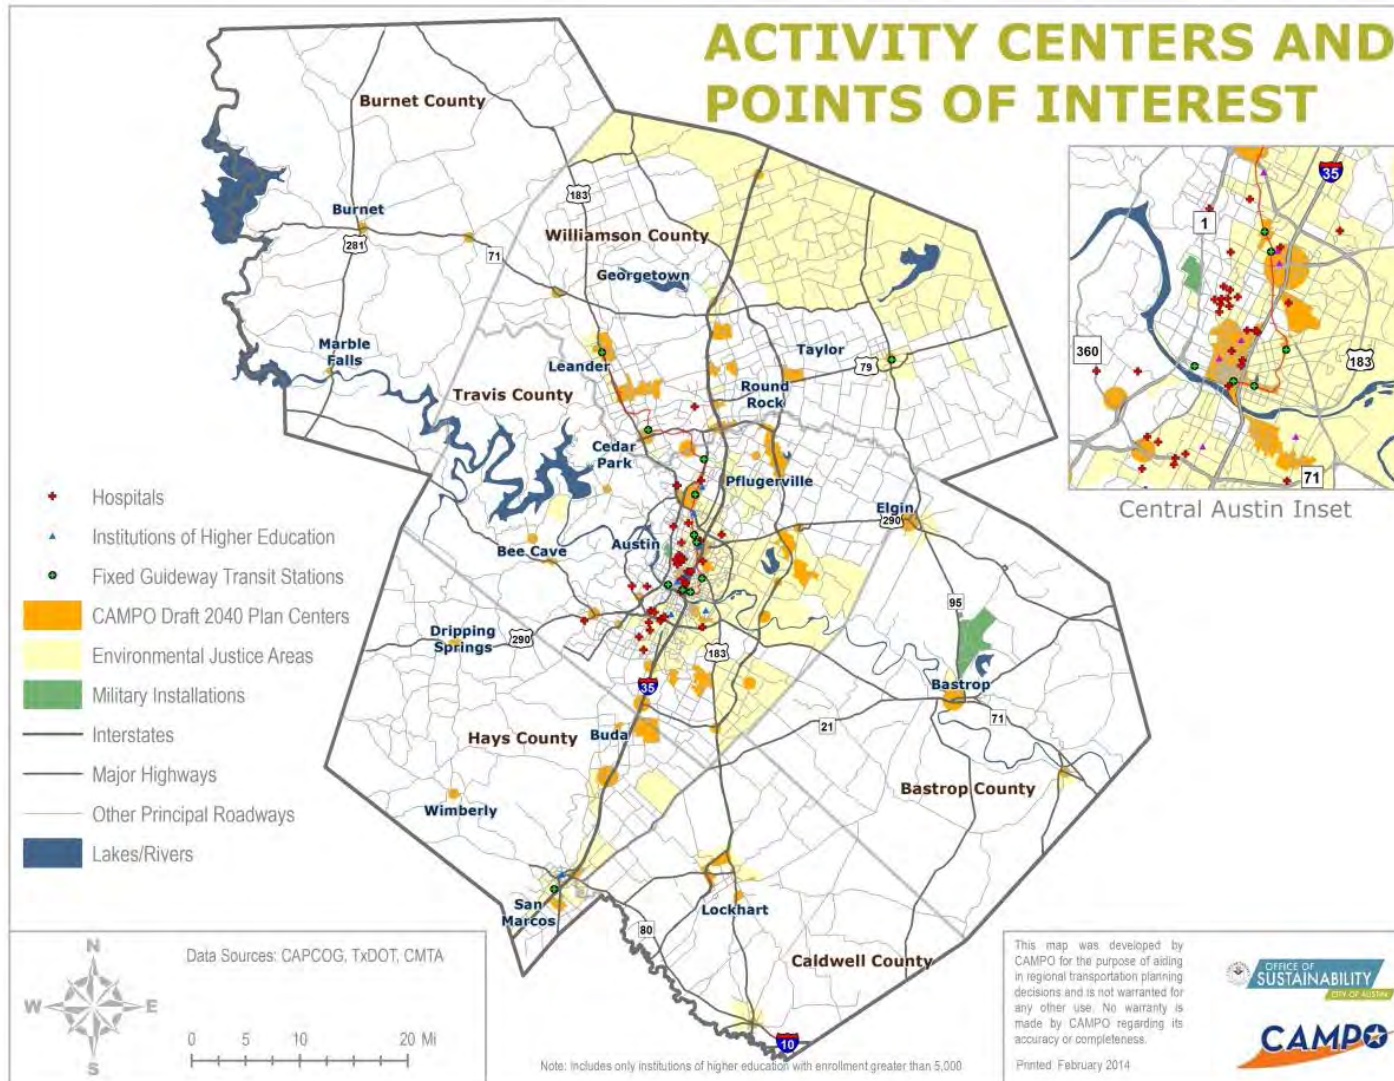 ACTIVITY CENTERS AND
POINTS OF INTEREST
Burnet County
35
183
1
Burnet
Williamson County
281
71
Georgetown
Marble
Falls
Leander
Taylor
79
360
183
Travis County
Round
Rock
Cedar
Park
Pflugerville
71
Central Austin Inset
Hospitals
Institutions of Higher Education
Fixed Guideway Transit Stations
CAMPO Draft 2040 Plan Centers
Environmental Justice Areas
Military Installations
Interstates
Major Highways
Other Principal Roadways
Lakes/Rivers
Elgin
290
Bee Cave
Austin
95
Dripping
Springs
290
183
35
Bastrop
71
21
Hays County
Buda
Bastrop County
Wimberly
San
Marcos
Lockhart
80
Caldwell County
10
N
W
E
S
Data Sources: CAPCOG, TxDOT, CMTA
0 5 10 20 Mi
Note: Includes only institutions of higher education with enrollment greater than 5,000
This map was developed by
CAMPO for the purpose of aiding
in regional transportation planning
decisions and is not warranted for
any other use. No warranty is
made by CAMPO regarding its
accuracy or completeness.
Printed February 2014
OFFICE OF
SUSTAINABILITY
CITY OF AUSTIN
CAMPO